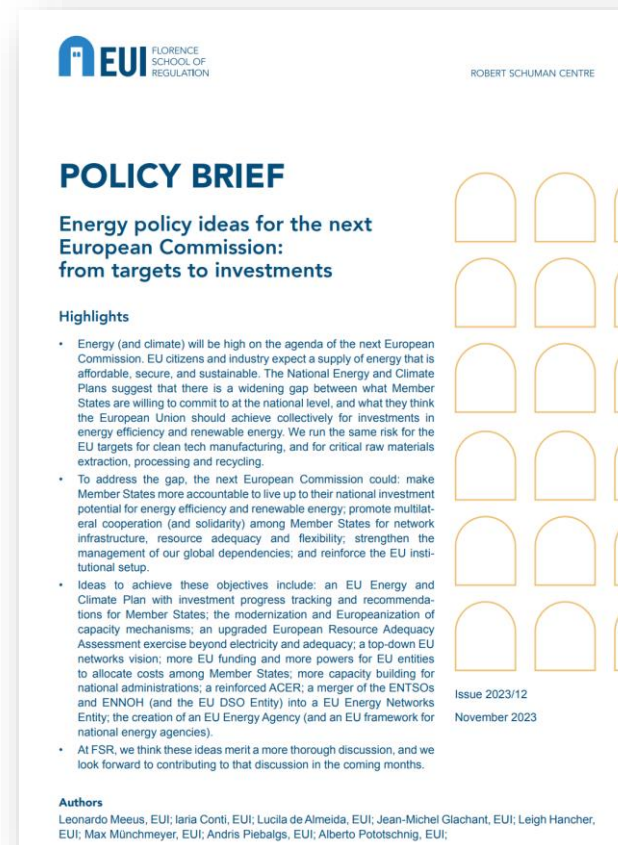 EUI FLORENCE
SCHOOL OF
REGULATION
ROBERT SCHUMAN CENTRE
POLICY BRIEF
Energy policy ideas for the next
European Commission:
from targets to investments
Highlights
• Energy (and climate) will be high on the agenda of the next European
Commission. EU citizens and industry expect a supply of energy that is
affordable, secure, and sustainable. The National Energy and Climate
Plans suggest that there is a widening gap between what Member
States are willing to commit to at the national level, and what they think
the European Union should achieve collectively for investments in
energy efficiency and renewable energy. We run the same risk for the
EU targets for clean tech manufacturing, and for critical raw materials
extraction, processing and recycling.
• To address the gap, the next European Commission could: make
Member States more accountable to live up to their national investment
potential for energy efficiency and renewable energy; promote multilat-
eral cooperation (and solidarity) among Member States for network
infrastructure, resource adequacy and flexibility; strengthen the
management of our global dependencies; and reinforce the EU insti-
tutional setup.
• Ideas to achieve these objectives include: an EU Energy and
Climate Plan with investment progress tracking and recommenda-
tions for Member States; the modernization and Europeanization of
capacity mechanisms; an upgraded European Resource Adequacy
Assessment exercise beyond electricity and adequacy; a top-down EU
networks vision; more EU funding and more powers for EU entities
to allocate costs among Member States; more capacity building for
national administrations; a reinforced ACER; a merger of the ENTSOs
and ENNOH (and the EU DSO Entity) into a EU Energy Networks
Entity; the creation of an EU Energy Agency (and an EU framework for
national energy agencies).
• At FSR, we think these ideas merit a more thorough discussion, and we
look forward to contributing to that discussion in the coming months.
Issue 2023/12
November 2023
Authors
Leonardo Meeus, EUI; Ilaria Conti, EUI; Lucila de Almeida, EUI; Jean-Michel Glachant, EUI; Leigh Hancher,
EUI; Max Münchmeyer, EUI; Andris Piebalgs, EUI; Alberto Pototschnig, EUI;